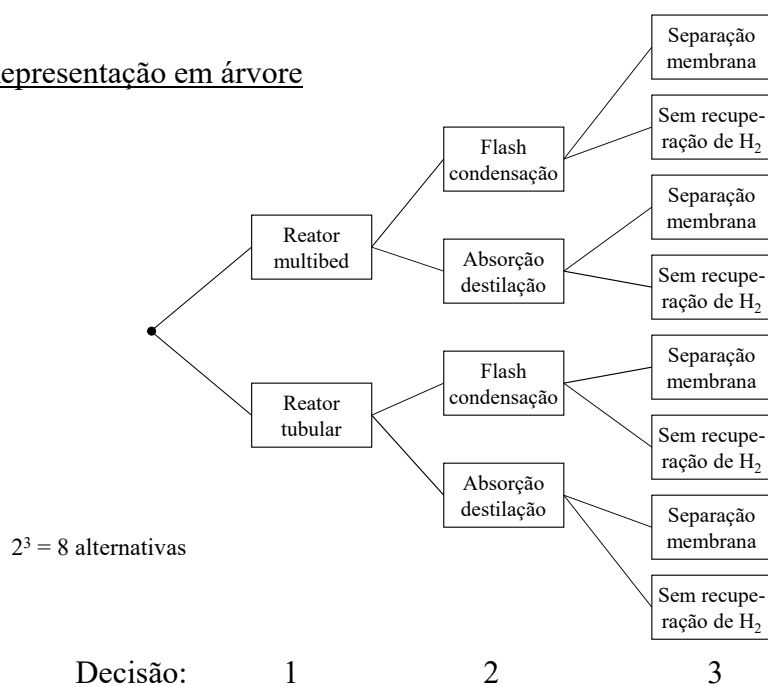 epresentação em árvore
Separação
membrana
Sem recupe-
ração de H₂
Flash
condensação
Separação
membrana
Reator
multibed
Absorção
destilação
Sem recupe-
ração de H₂
Separação
membrana
Flash
condensação
Reator
tubular
Sem recupe-
ração de H₂
Absorção
destilação
Separação
membrana
2³ = 8 alternativas
Sem recupe-
ração de H₂
Decisão: 1 2 3